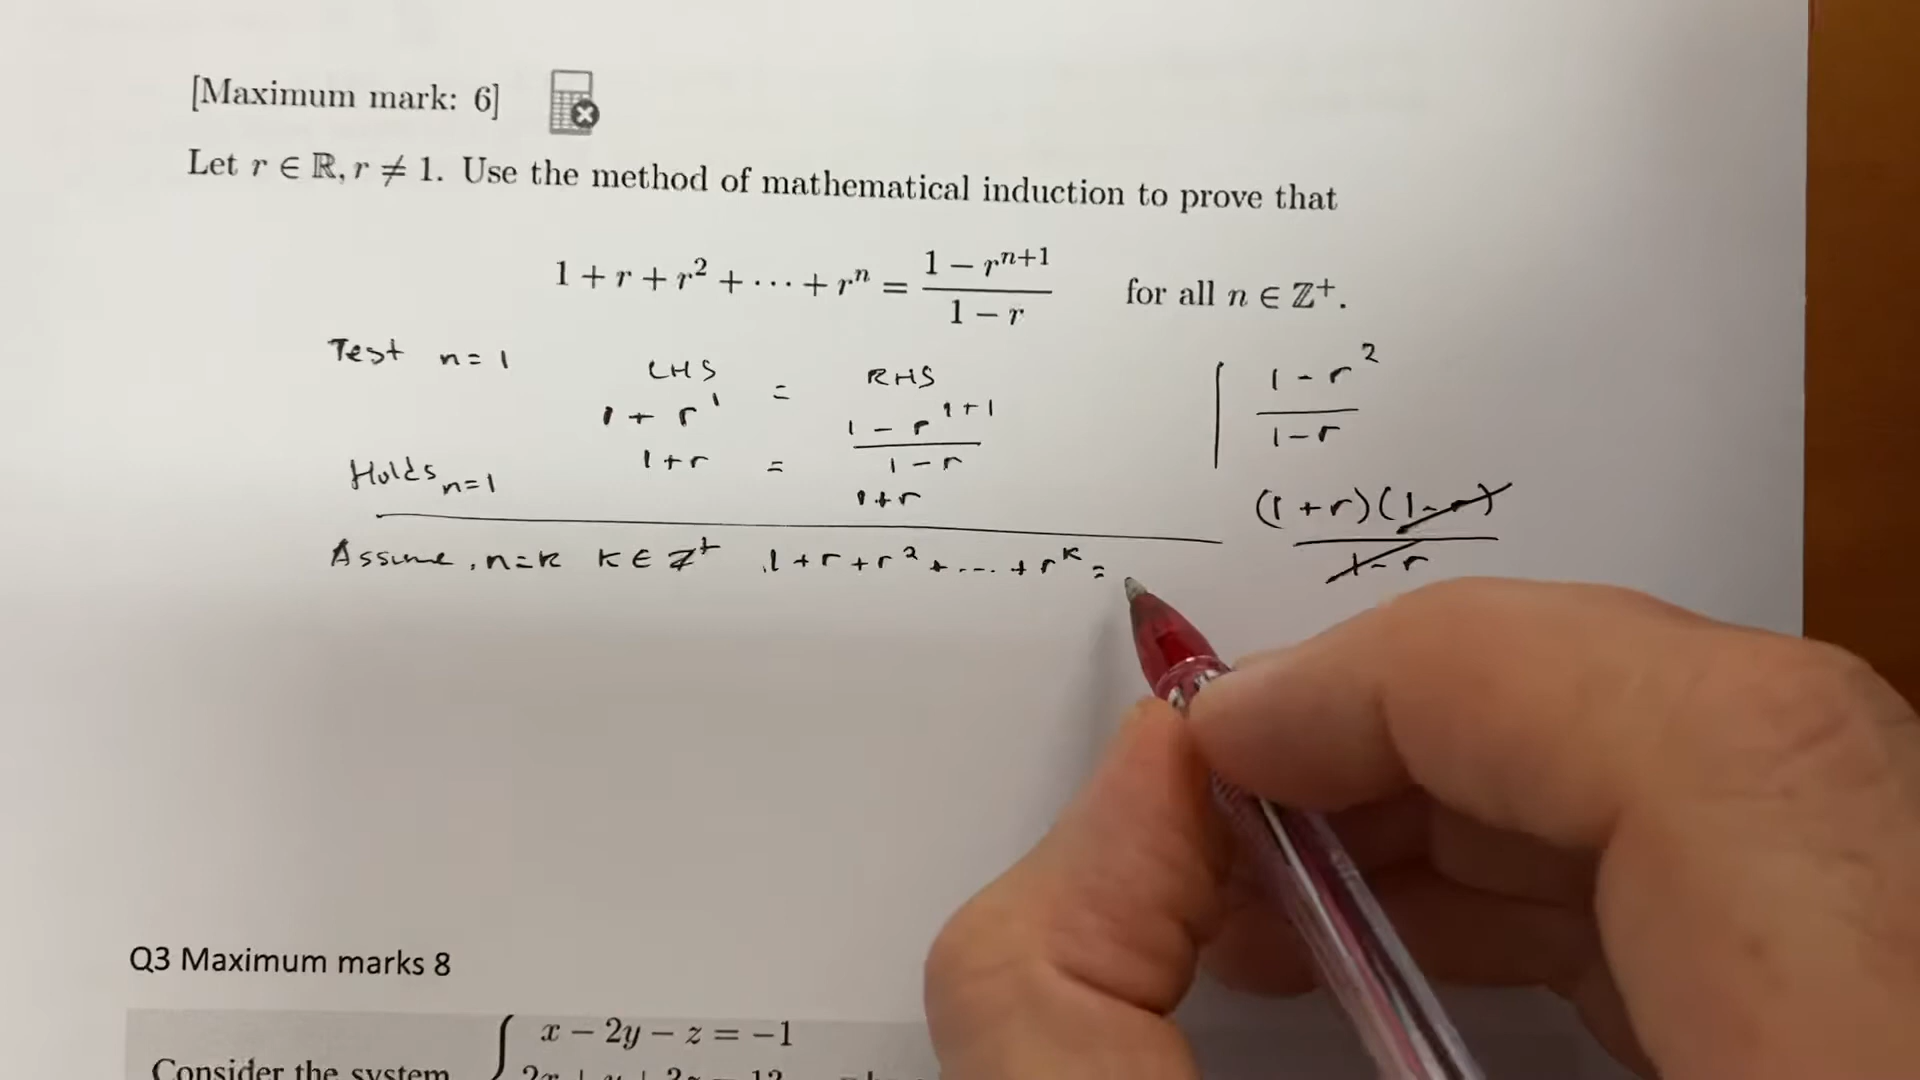 [Maximum mark: 6]
Let r ∈ ℝ, r ≠ 1. Use the method of mathematical induction to prove that
1 + r + r² + ⋯ + rⁿ = (1 − rⁿ⁺¹)/(1 − r) for all n ∈ ℤ⁺.
Test n = 1
LHS = RHS
1 + r¹ = (1 − r¹⁺¹)/(1 − r)
1 + r = 1 + r
Holds n=1
(1 − r²)/(1 − r)
(1 + r)(1 − r)/(1 − r)
Assume, n=k k ∈ Z⁺ 1 + r + r² + ... + rᵏ =
Q3 Maximum marks 8
x − 2y − z = −1
Consider the system